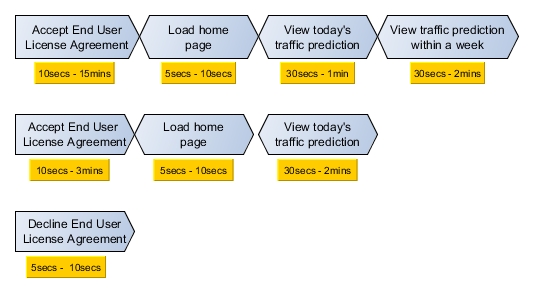 Accept End User
License Agreement
Load home
page
View today's
traffic prediction
View traffic prediction
within a week
10secs - 15mins
5secs - 10secs
30secs - 1min
30secs - 2mins
Accept End User
License Agreement
Load home
page
View today's
traffic prediction
10secs - 3mins
5secs - 10secs
30secs - 2mins
Decline End User
License Agreement
5secs -  10secs